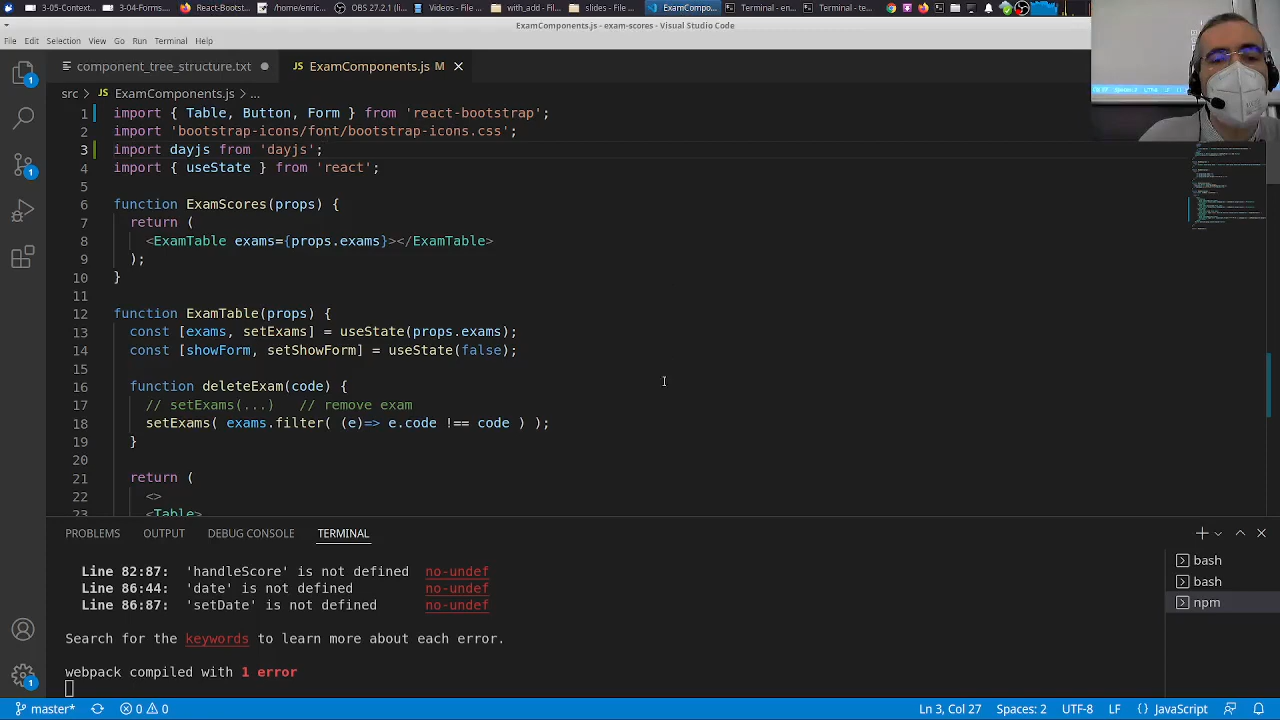 3-05-Context...
3-04-Form...
React-Bootst...
/home/enric...
OBS 27.2.1 ...
Videos - File ...
with_add - Fi...
slides - File ...
ExamCompo...
Terminal - en...
Terminal - te...
ExamComponents.js - exam-scores - Visual Studio Code
File Edit Selection View Go Run Terminal Help
component_tree_structure.txt
JS ExamComponents.js M
src > JS ExamComponents.js > ...
1 import { Table, Button, Form } from 'react-bootstrap';
2 import 'bootstrap-icons/font/bootstrap-icons.css';
3 import dayjs from 'dayjs';
4 import { useState } from 'react';
5
6 function ExamScores(props) {
7 return (
8 <ExamTable exams={props.exams}></ExamTable>
9 );
10 }
11
12 function ExamTable(props) {
13 const [exams, setExams] = useState(props.exams);
14 const [showForm, setShowForm] = useState(false);
15
16 function deleteExam(code) {
17 // setExams(...) // remove exam
18 setExams( exams.filter( (e)=> e.code !== code ) );
19 }
20
21 return (
22 <>
23 <Table>
PROBLEMS OUTPUT DEBUG CONSOLE TERMINAL
Line 82:87: 'handleScore' is not defined no-undef
Line 86:44: 'date' is not defined no-undef
Line 86:87: 'setDate' is not defined no-undef
Search for the keywords to learn more about each error.
webpack compiled with 1 error
bash
bash
npm
master* 0 0 Ln 3, Col 27 Spaces: 2 UTF-8 LF { } JavaScript